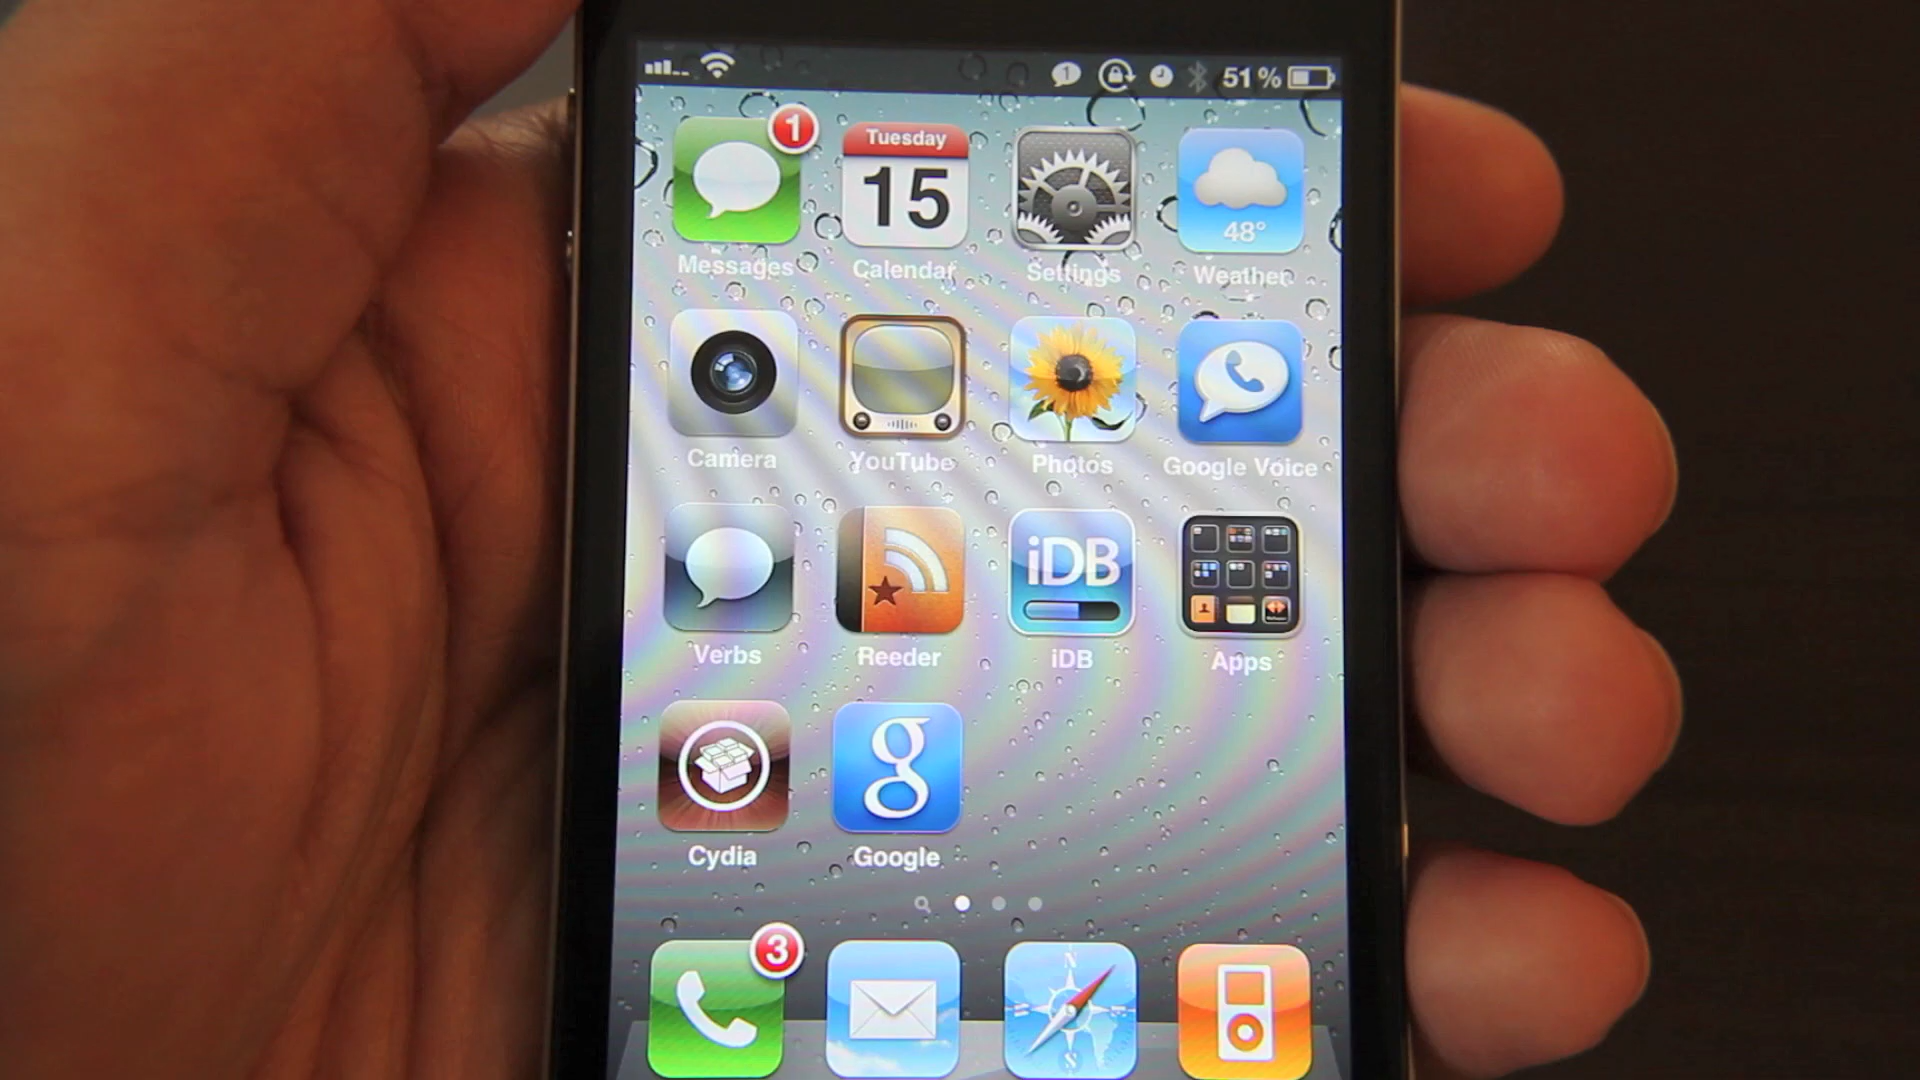 1 51%
1
Tuesday
15
48°
Messages Calendar Settings Weather
Camera YouTube Photos Google Voice
iDB
Verbs Reeder iDB Apps
g
Cydia Google
3
N
S